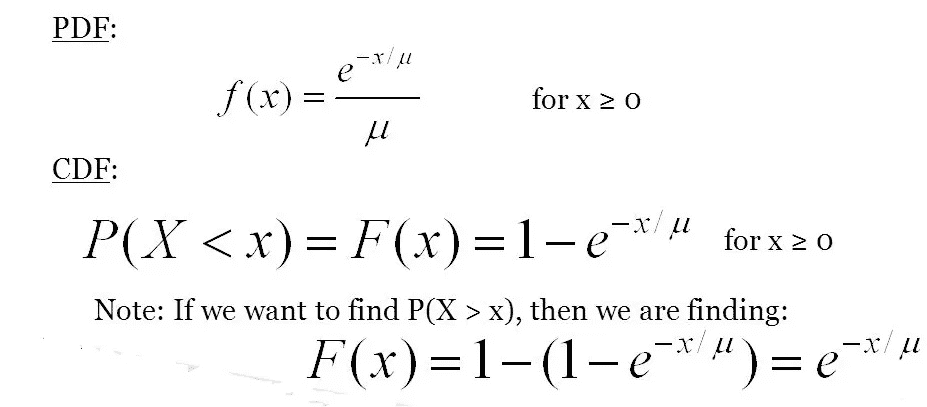 PDF:
f(x) = e^{-x/μ} / μ for x ≥ 0
CDF:
P(X < x) = F(x) = 1 - e^{-x/μ} for x ≥ 0
Note: If we want to find P(X > x), then we are finding:
F(x) = 1 - (1 - e^{-x/μ}) = e^{-x/μ}